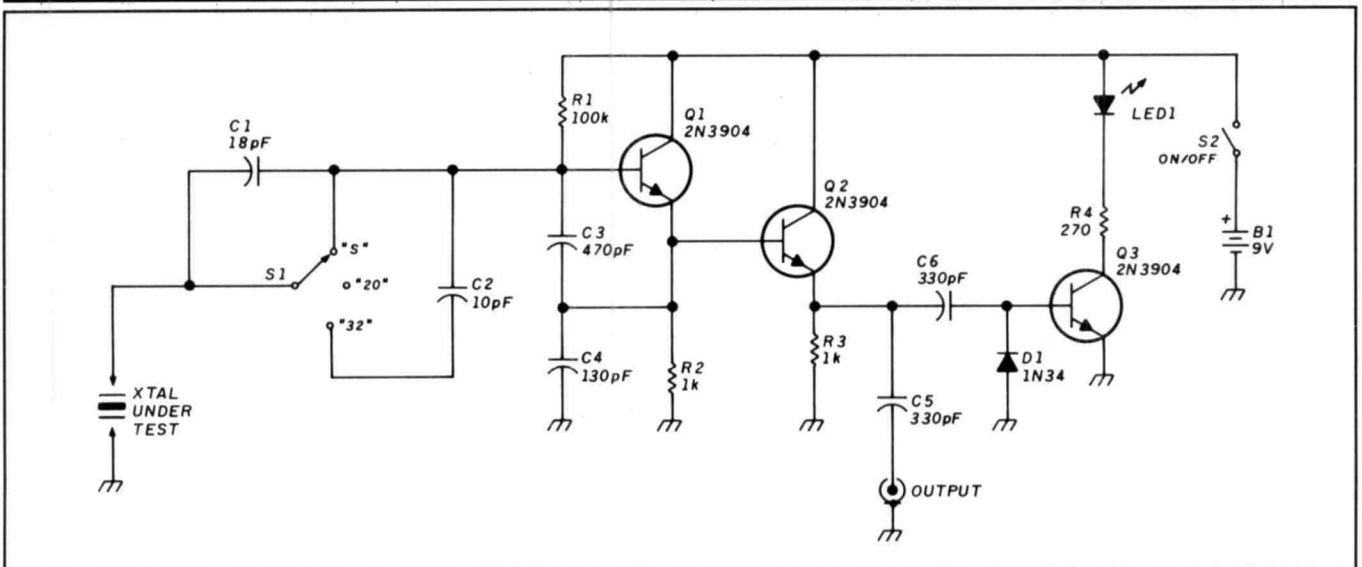 C1
18pF
S1
"S"
"20"
"32"
C2
10pF
XTAL
UNDER
TEST
R1
100k
Q1
2N3904
C3
470pF
C4
130pF
R2
1k
Q2
2N3904
R3
1k
C6
330pF
C5
330pF
OUTPUT
D1
1N34
LED1
R4
270
Q3
2N3904
S2
ON/OFF
+
B1
9V